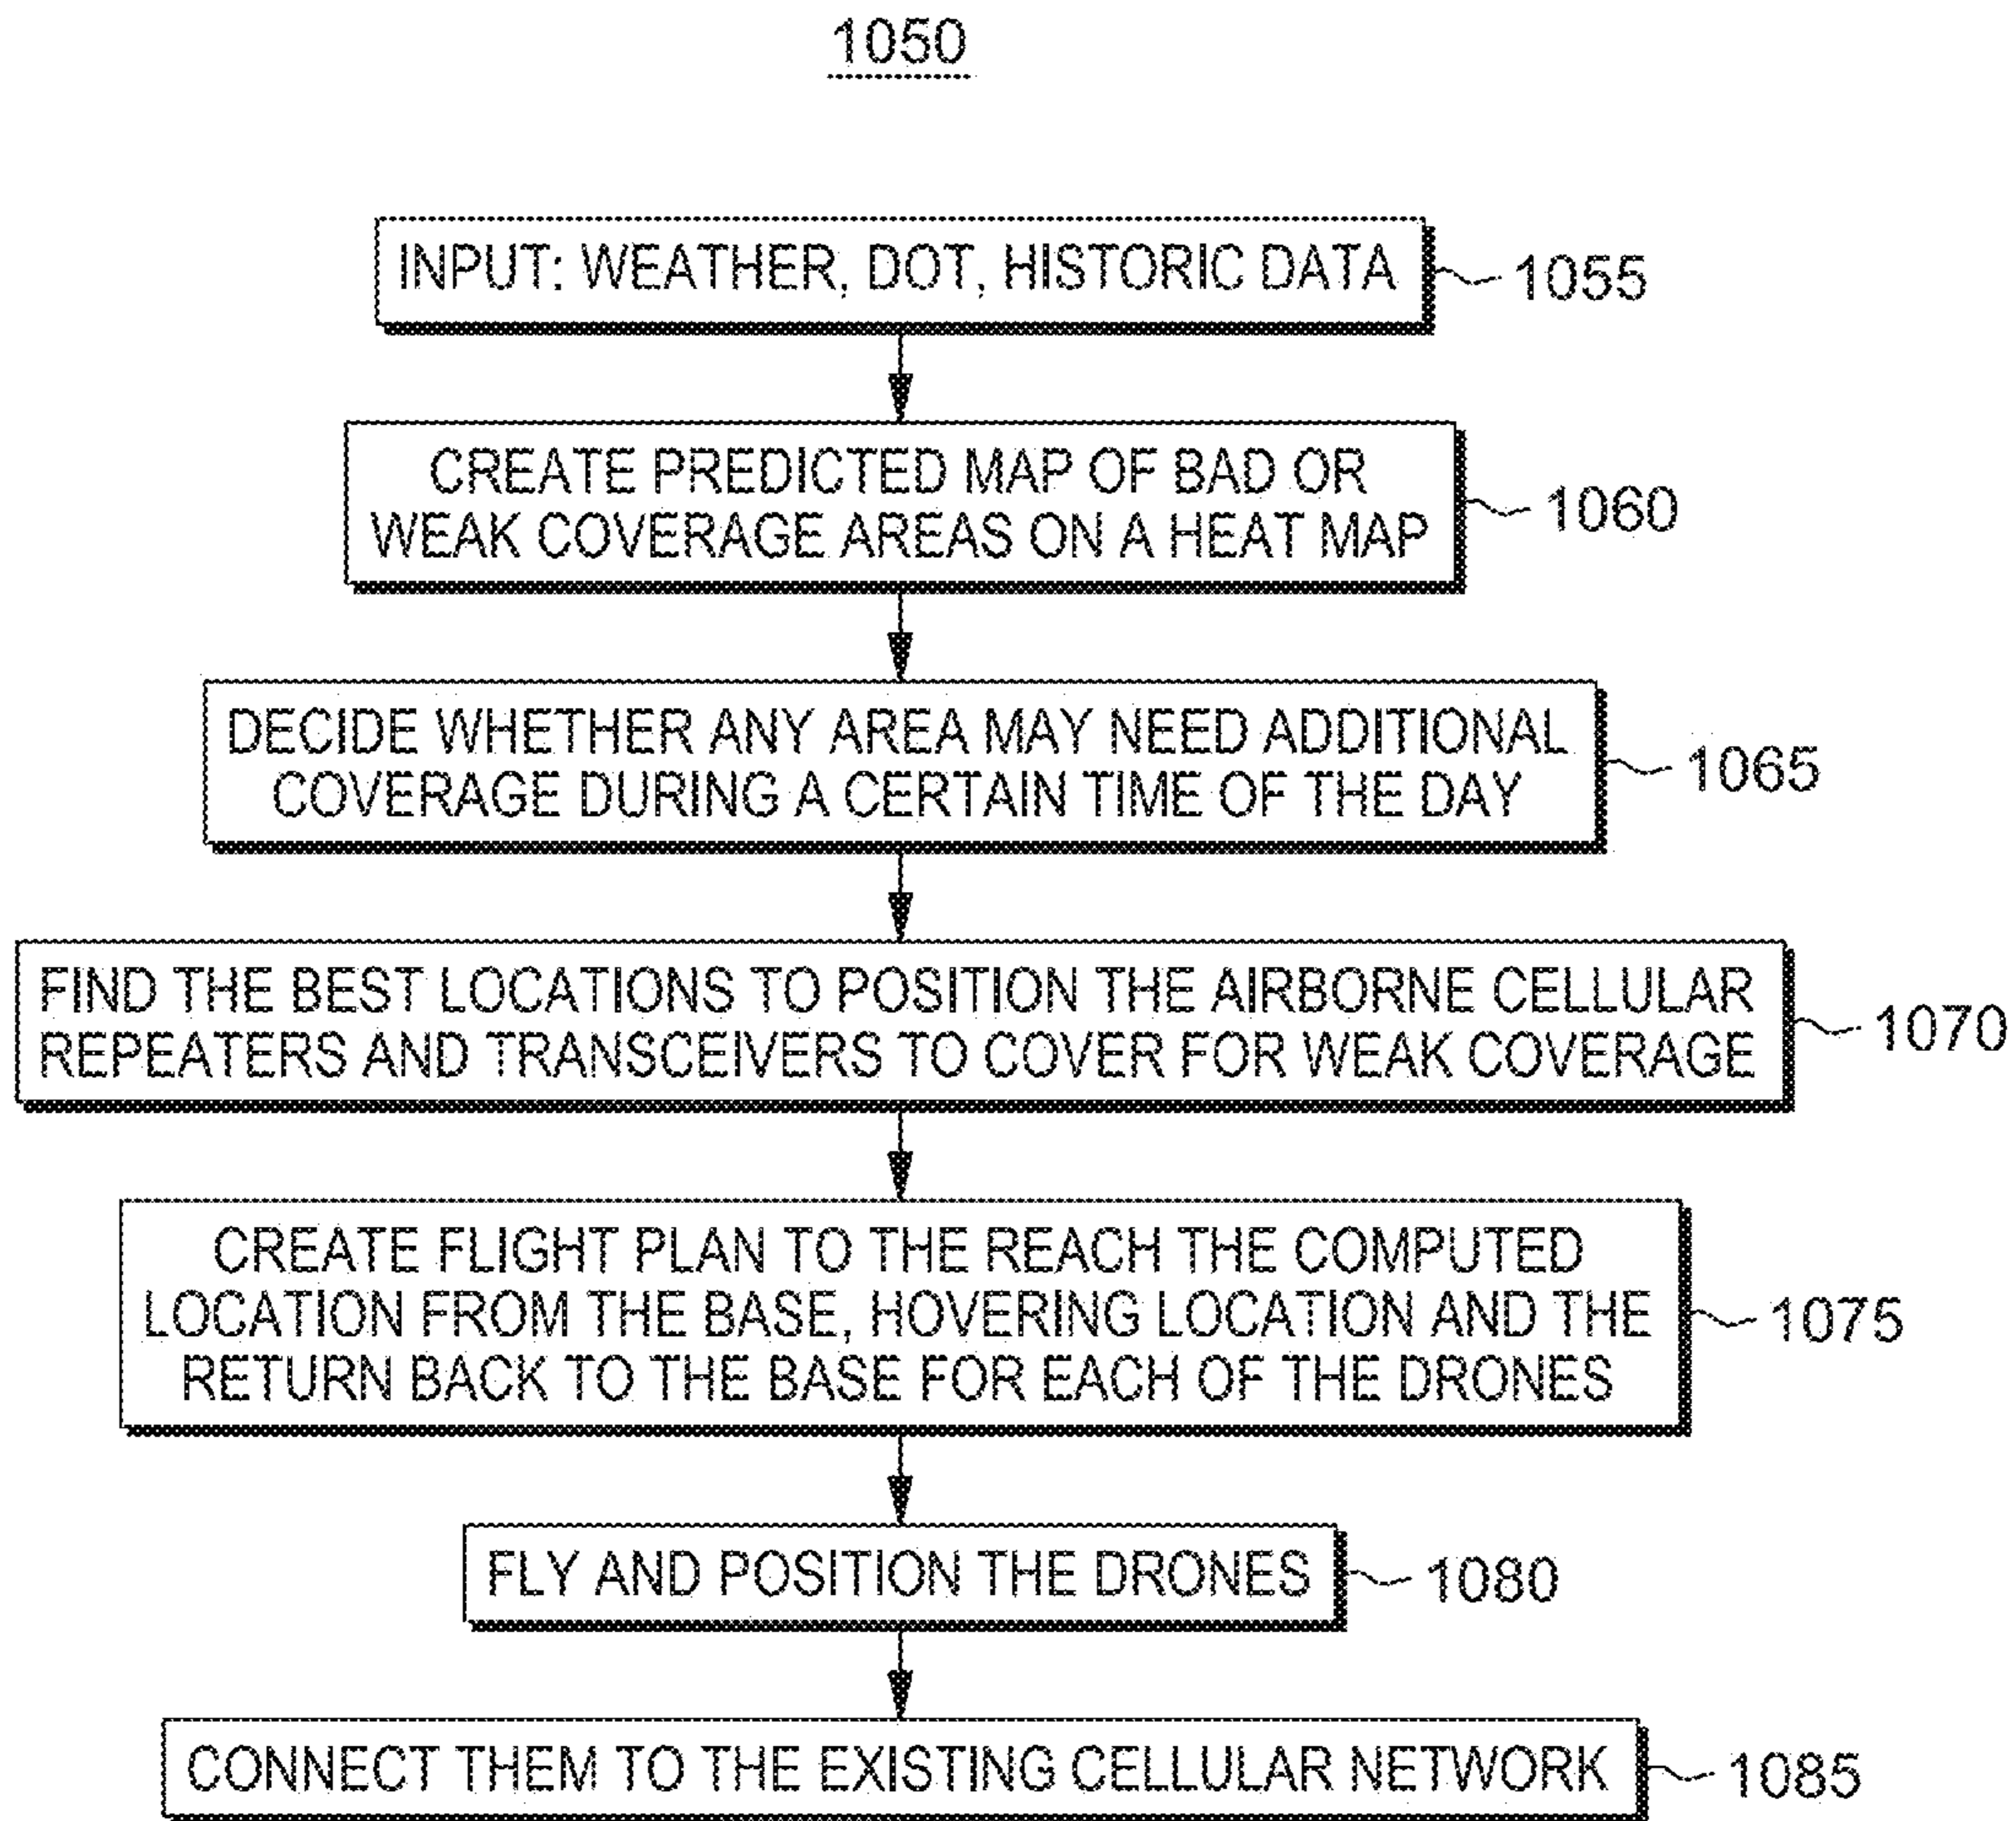 1050
INPUT: WEATHER, DOT, HISTORIC DATA
1055
CREATE PREDICTED MAP OF BAD OR
WEAK COVERAGE AREAS ON A HEAT MAP
1060
DECIDE WHETHER ANY AREA MAY NEED ADDITIONAL
COVERAGE DURING A CERTAIN TIME OF THE DAY
1065
FIND THE BEST LOCATIONS TO POSITION THE AIRBORNE CELLULAR
REPEATERS AND TRANSCEIVERS TO COVER FOR WEAK COVERAGE
1070
CREATE FLIGHT PLAN TO THE REACH THE COMPUTED
LOCATION FROM THE BASE, HOVERING LOCATION AND THE
RETURN BACK TO THE BASE FOR EACH OF THE DRONES
1075
FLY AND POSITION THE DRONES
1080
CONNECT THEM TO THE EXISTING CELLULAR NETWORK
1085